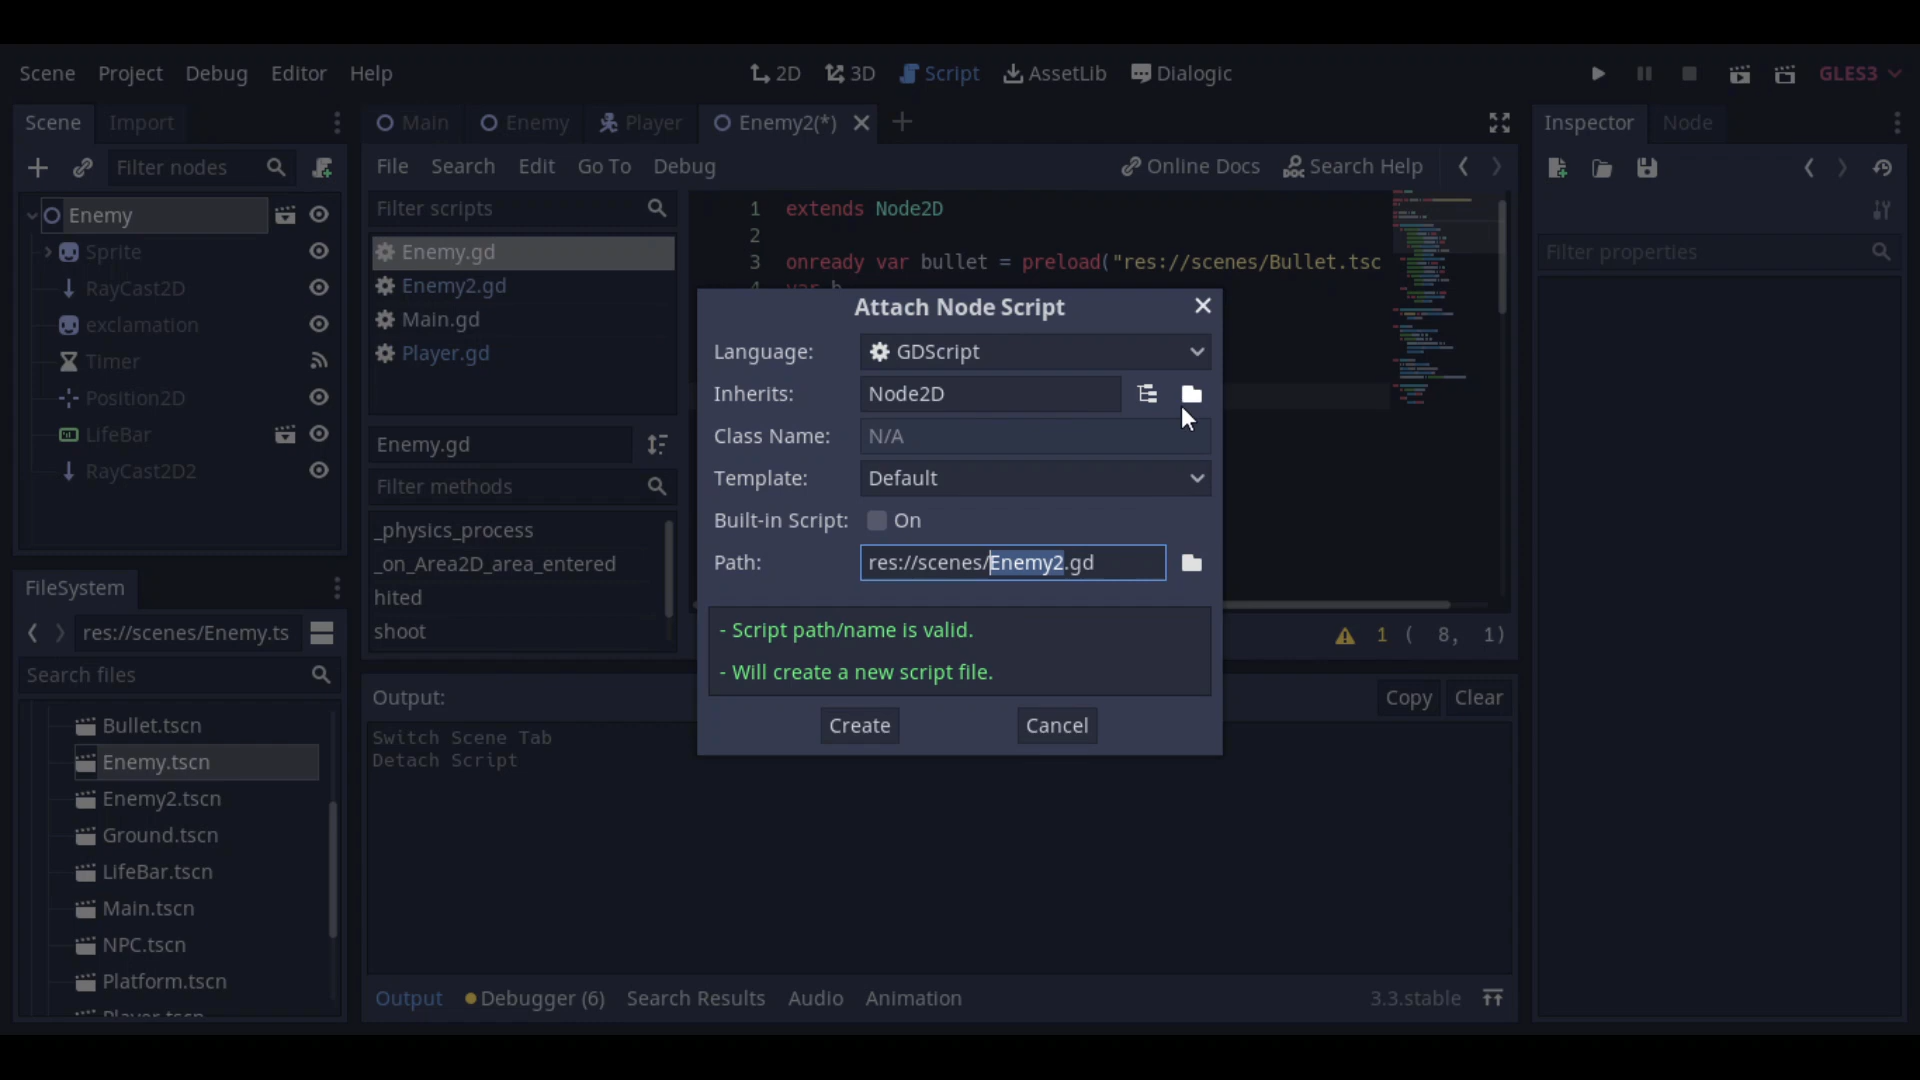 Scene Project Debug Editor Help
2D 3D Script AssetLib Dialogic
GLES3
Scene Import
Filter nodes
Enemy
Sprite
RayCast2D
exclamation
Timer
Position2D
LifeBar
RayCast2D2
FileSystem
res://scenes/Enemy.ts
Search files
Bullet.tscn
Enemy.tscn
Enemy2.tscn
Ground.tscn
LifeBar.tscn
Main.tscn
NPC.tscn
Platform.tscn
Main Enemy Player Enemy2(*)
File Search Edit Go To Debug
Online Docs Search Help
Filter scripts
Enemy.gd
Enemy2.gd
Main.gd
Player.gd
Enemy.gd
Filter methods
_physics_process
_on_Area2D_area_entered
hited
shoot
1 extends Node2D
2
3 onready var bullet = preload("res://scenes/Bullet.tsc
1 ( 8, 1)
Attach Node Script
Language: GDScript
Inherits: Node2D
Class Name: N/A
Template: Default
Built-in Script: On
Path: res://scenes/Enemy2.gd
- Script path/name is valid.
- Will create a new script file.
Create Cancel
Output:
Copy Clear
Switch Scene Tab
Detach Script
Output Debugger (6) Search Results Audio Animation
3.3.stable
Inspector Node
Filter properties